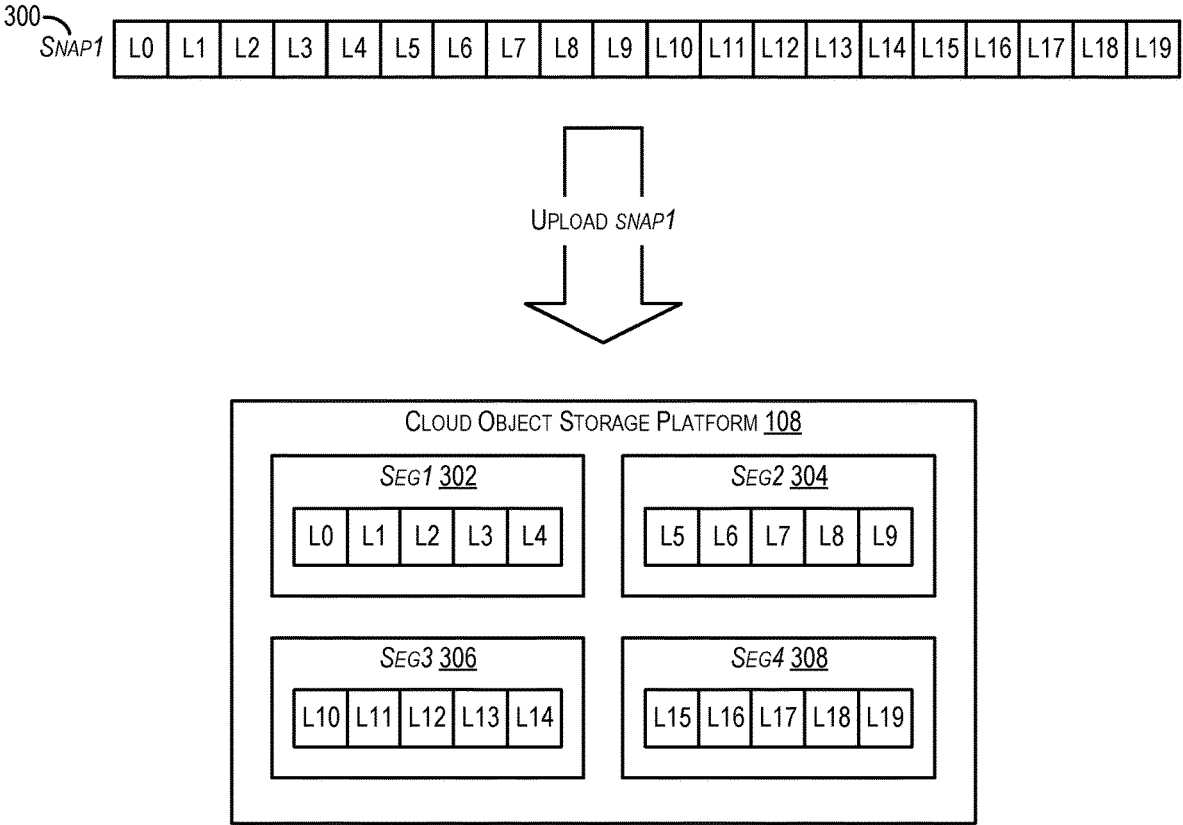 300
SNAP1 L0 L1 L2 L3 L4 L5 L6 L7 L8 L9 L10 L11 L12 L13 L14 L15 L16 L17 L18 L19
UPLOAD SNAP1
CLOUD OBJECT STORAGE PLATFORM 108
SEG1 302
L0 L1 L2 L3 L4
SEG2 304
L5 L6 L7 L8 L9
SEG3 306
L10 L11 L12 L13 L14
SEG4 308
L15 L16 L17 L18 L19